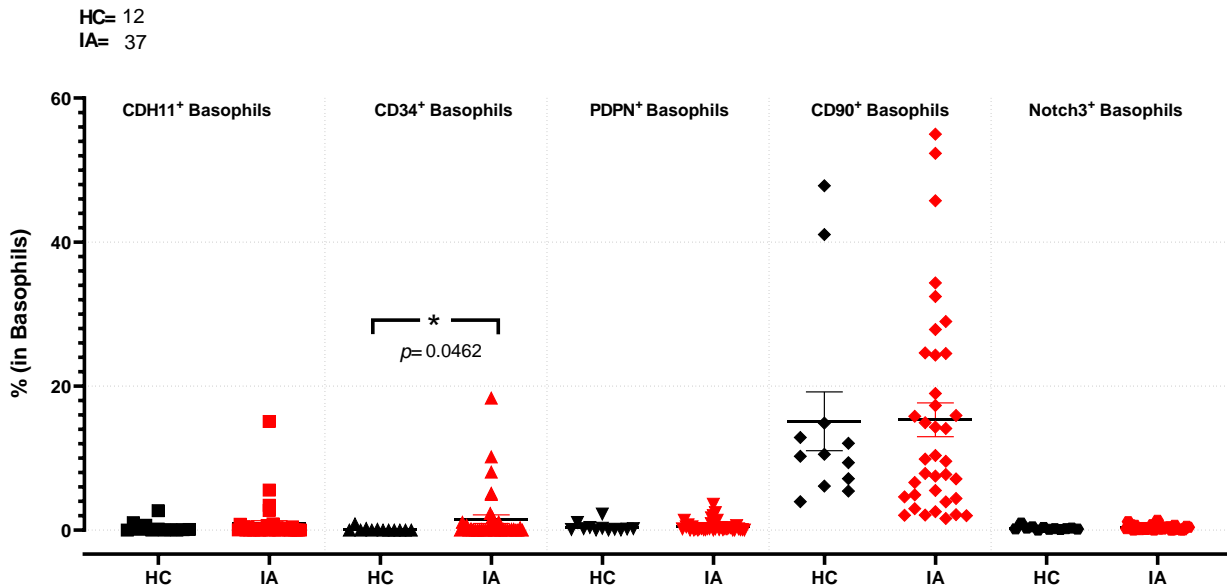 HC= 12
IA= 37
60
CDH11+ Basophils
CD34+ Basophils
PDPN+ Basophils
CD90+ Basophils
Notch3+ Basophils
% (in Basophils)
40
*
p= 0.0462
20
0
HC IA HC IA HC IA HC IA HC IA